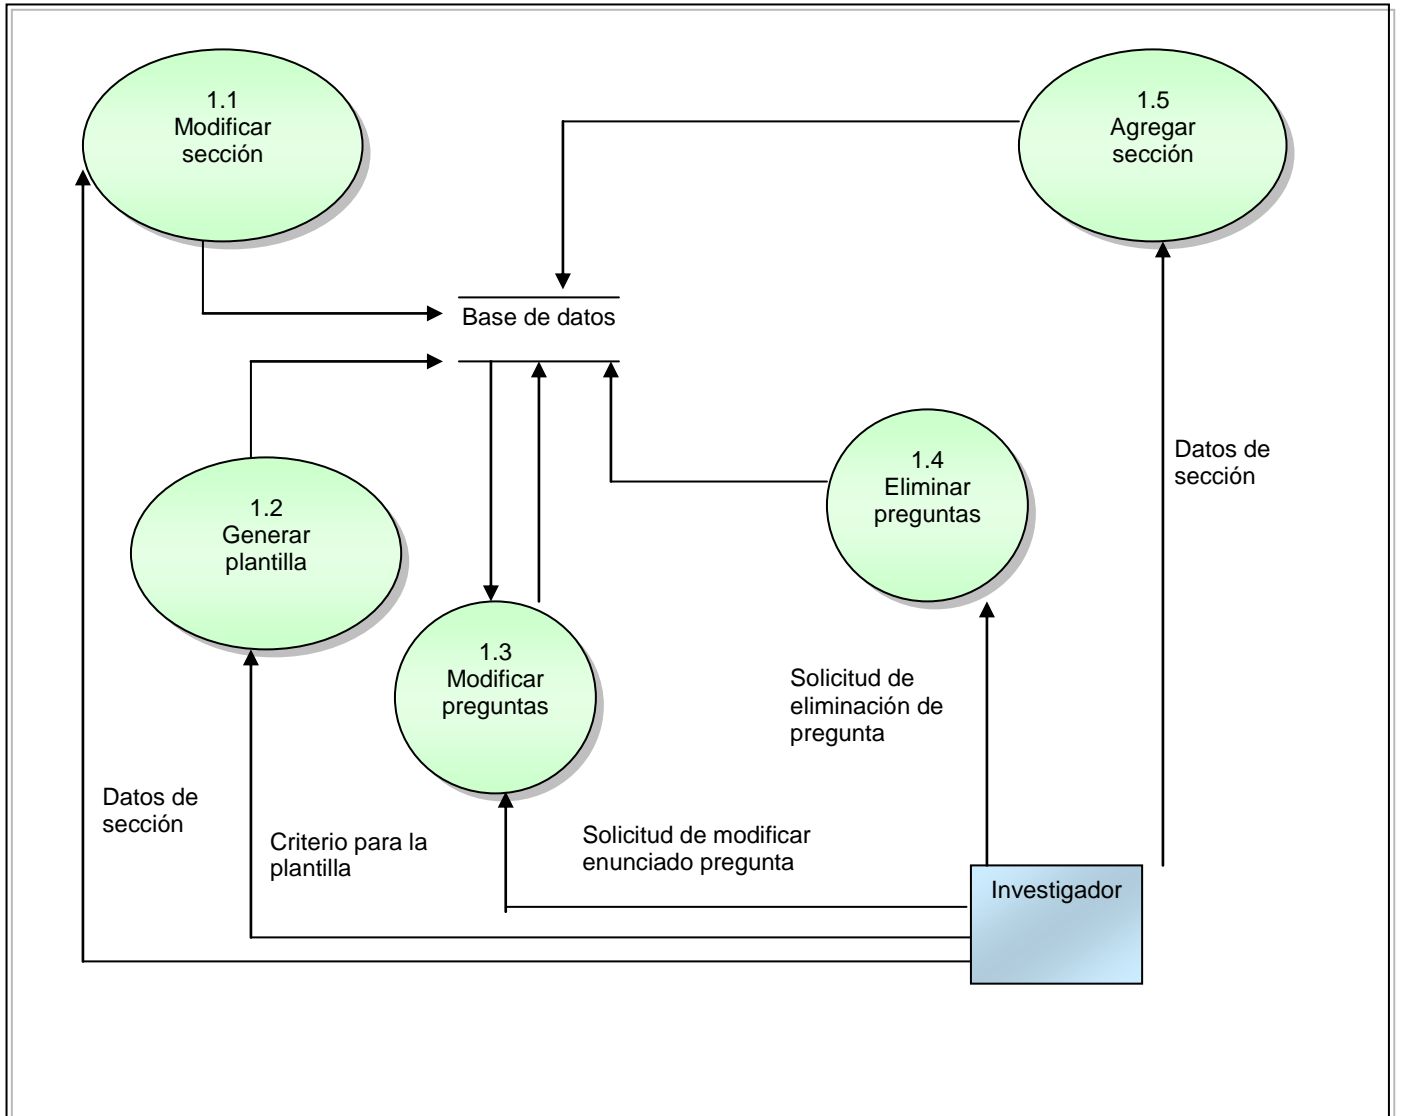 1.1
Modificar
sección
1.5
Agregar
sección
Base de datos
1.4
Eliminar
preguntas
Datos de
sección
1.2
Generar
plantilla
1.3
Modificar
preguntas
Solicitud de
eliminación de
pregunta
Datos de
sección
Criterio para la
plantilla
Solicitud de modificar
enunciado pregunta
Investigador